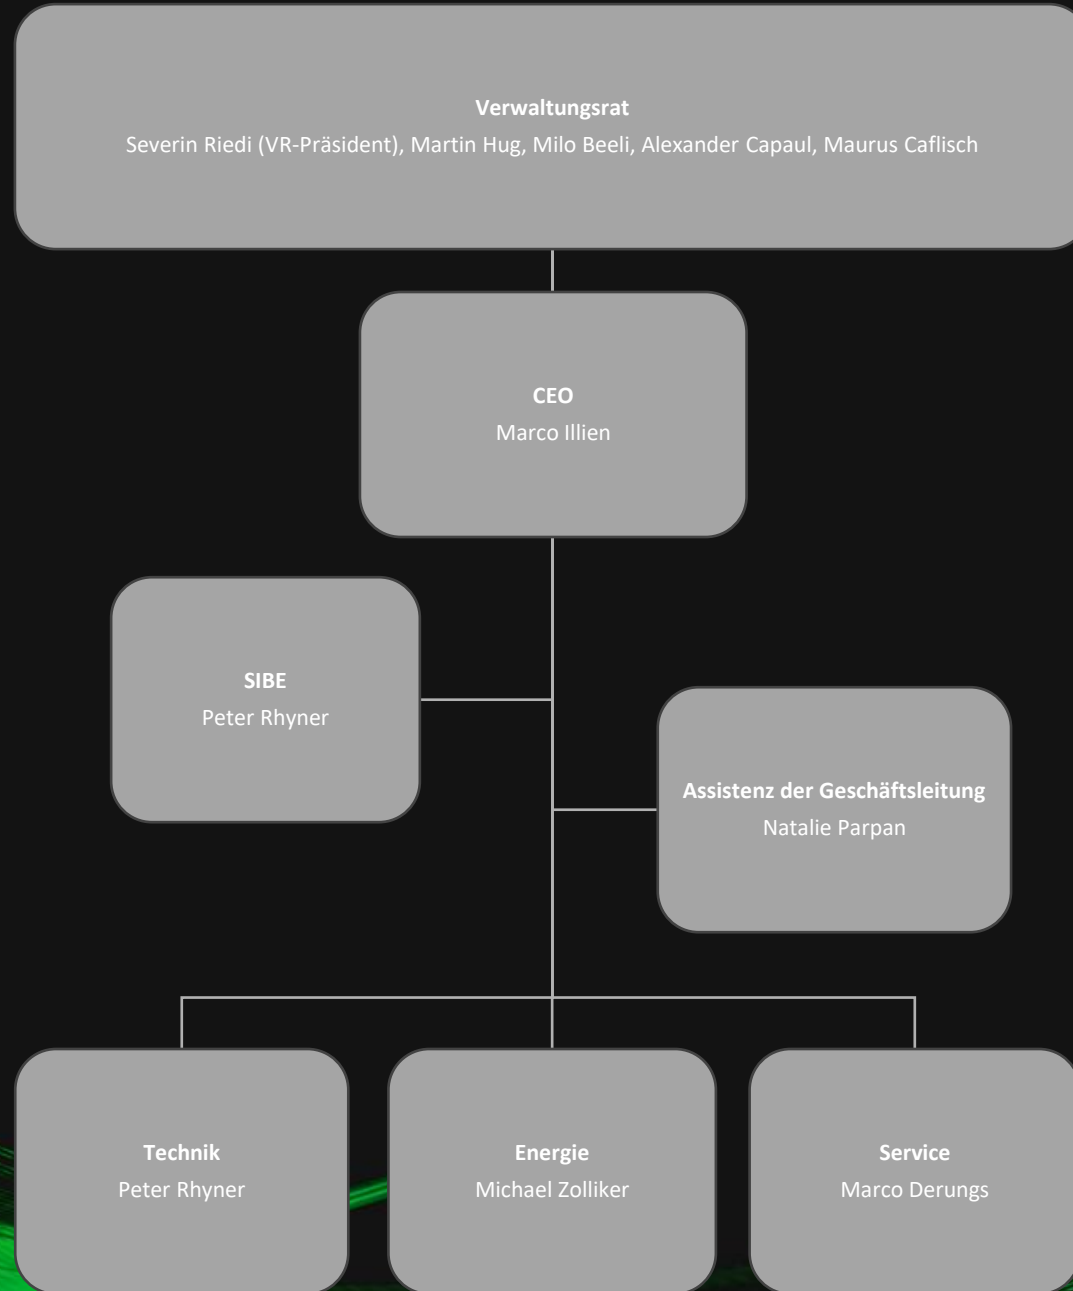 Verwaltungsrat
Severin Riedi (VR-Präsident), Martin Hug, Milo Beeli, Alexander Capaul, Maurus Caflisch
CEO
Marco Illien
SIBE
Peter Rhyner
Assistenz der Geschäftsleitung
Natalie Parpan
Technik
Peter Rhyner
Energie
Michael Zolliker
Service
Marco Derungs